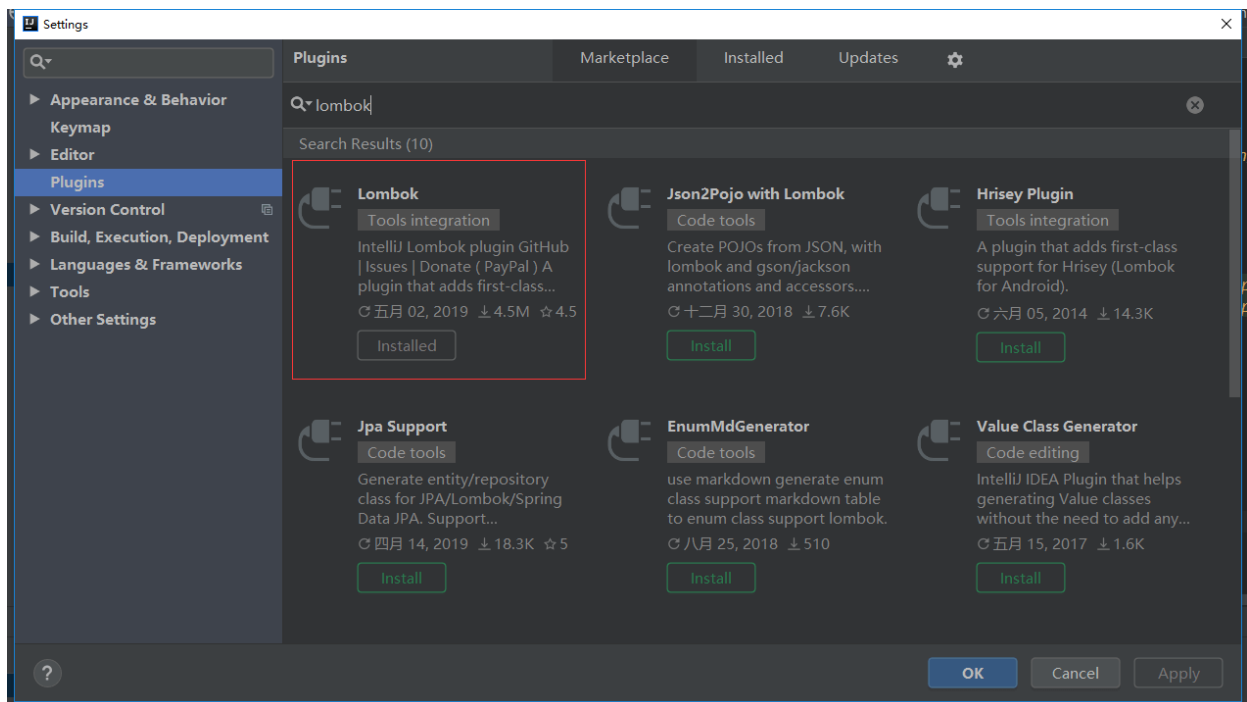 Settings
Plugins
Marketplace
Installed
Updates
Appearance & Behavior
Keymap
Editor
Plugins
Version Control
Build, Execution, Deployment
Languages & Frameworks
Tools
Other Settings
lombok
Search Results (10)
Lombok
Tools integration
IntelliJ Lombok plugin GitHub
| Issues | Donate ( PayPal ) A
plugin that adds first-class...
五月 02, 2019 4.5M 4.5
Installed
Json2Pojo with Lombok
Code tools
Create POJOs from JSON, with
lombok and gson/jackson
annotations and accessors....
十二月 30, 2018 7.6K
Install
Hrisey Plugin
Tools integration
A plugin that adds first-class
support for Hrisey (Lombok
for Android).
六月 05, 2014 14.3K
Install
Jpa Support
Code tools
Generate entity/repository
class for JPA/Lombok/Spring
Data JPA. Support...
四月 14, 2019 18.3K 5
Install
EnumMdGenerator
Code tools
use markdown generate enum
class support markdown table
to enum class support lombok.
八月 25, 2018 510
Install
Value Class Generator
Code editing
IntelliJ IDEA Plugin that helps
generating Value classes
without the need to add any...
五月 15, 2017 1.6K
Install
?
OK
Cancel
Apply